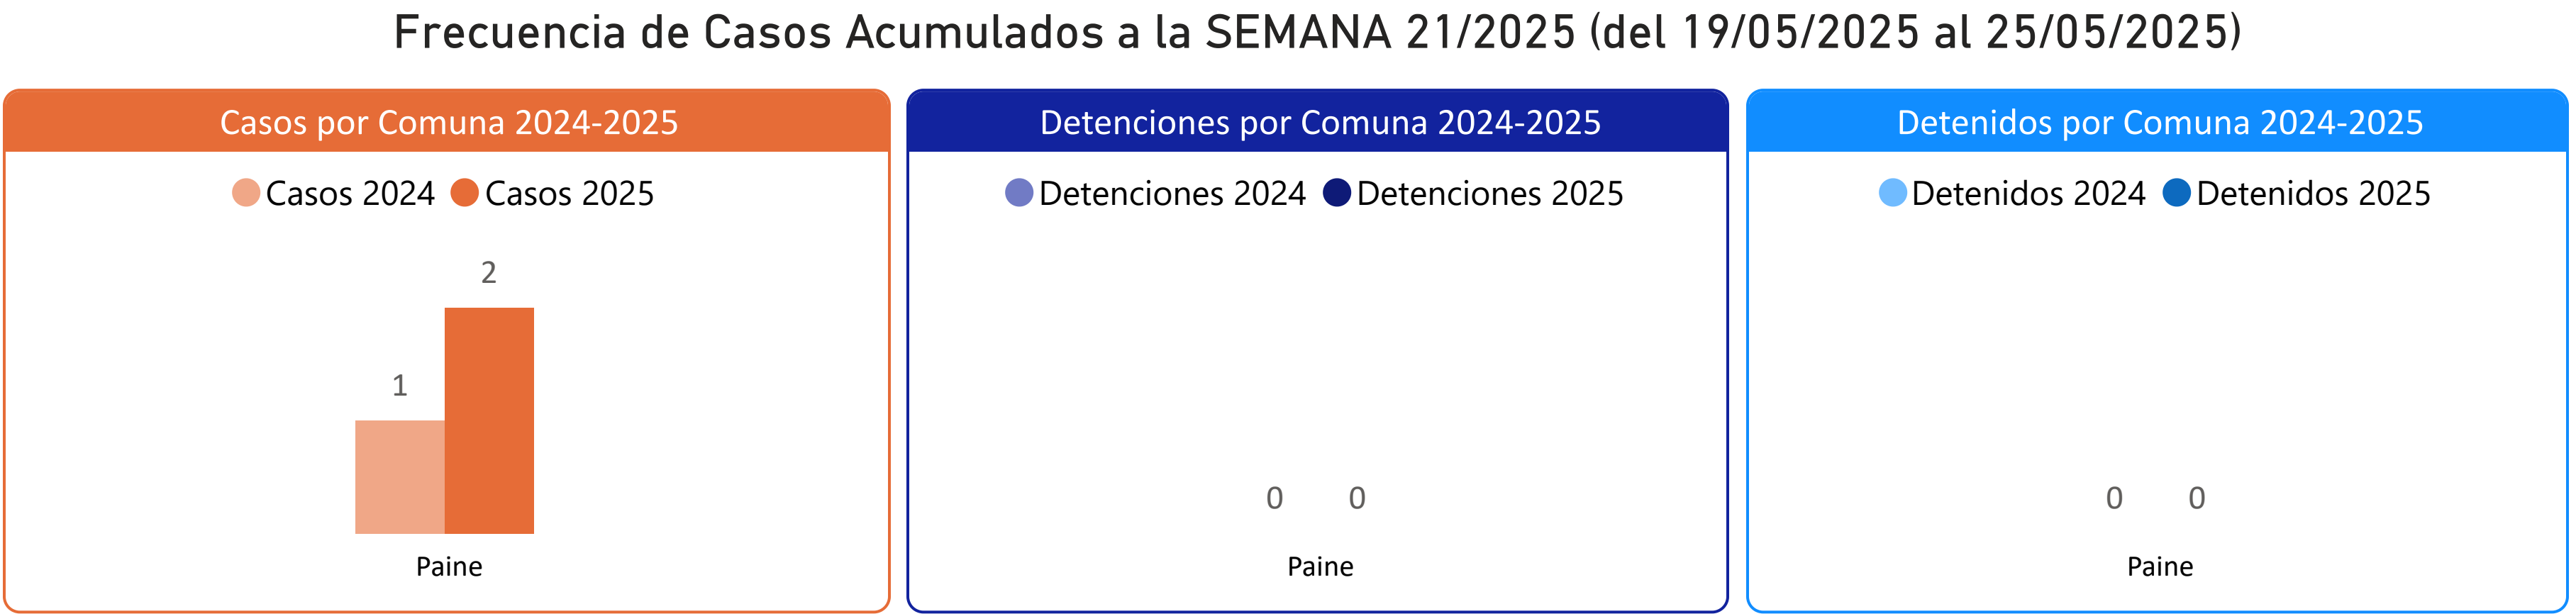 Frecuencia de Casos Acumulados a la SEMANA 21/2025 (del 19/05/2025 al 25/05/2025)
Casos por Comuna 2024-2025
Casos 2024 Casos 2025
2
1
Paine
Detenciones por Comuna 2024-2025
Detenciones 2024 Detenciones 2025
0 0
Paine
Detenidos por Comuna 2024-2025
Detenidos 2024 Detenidos 2025
0 0
Paine